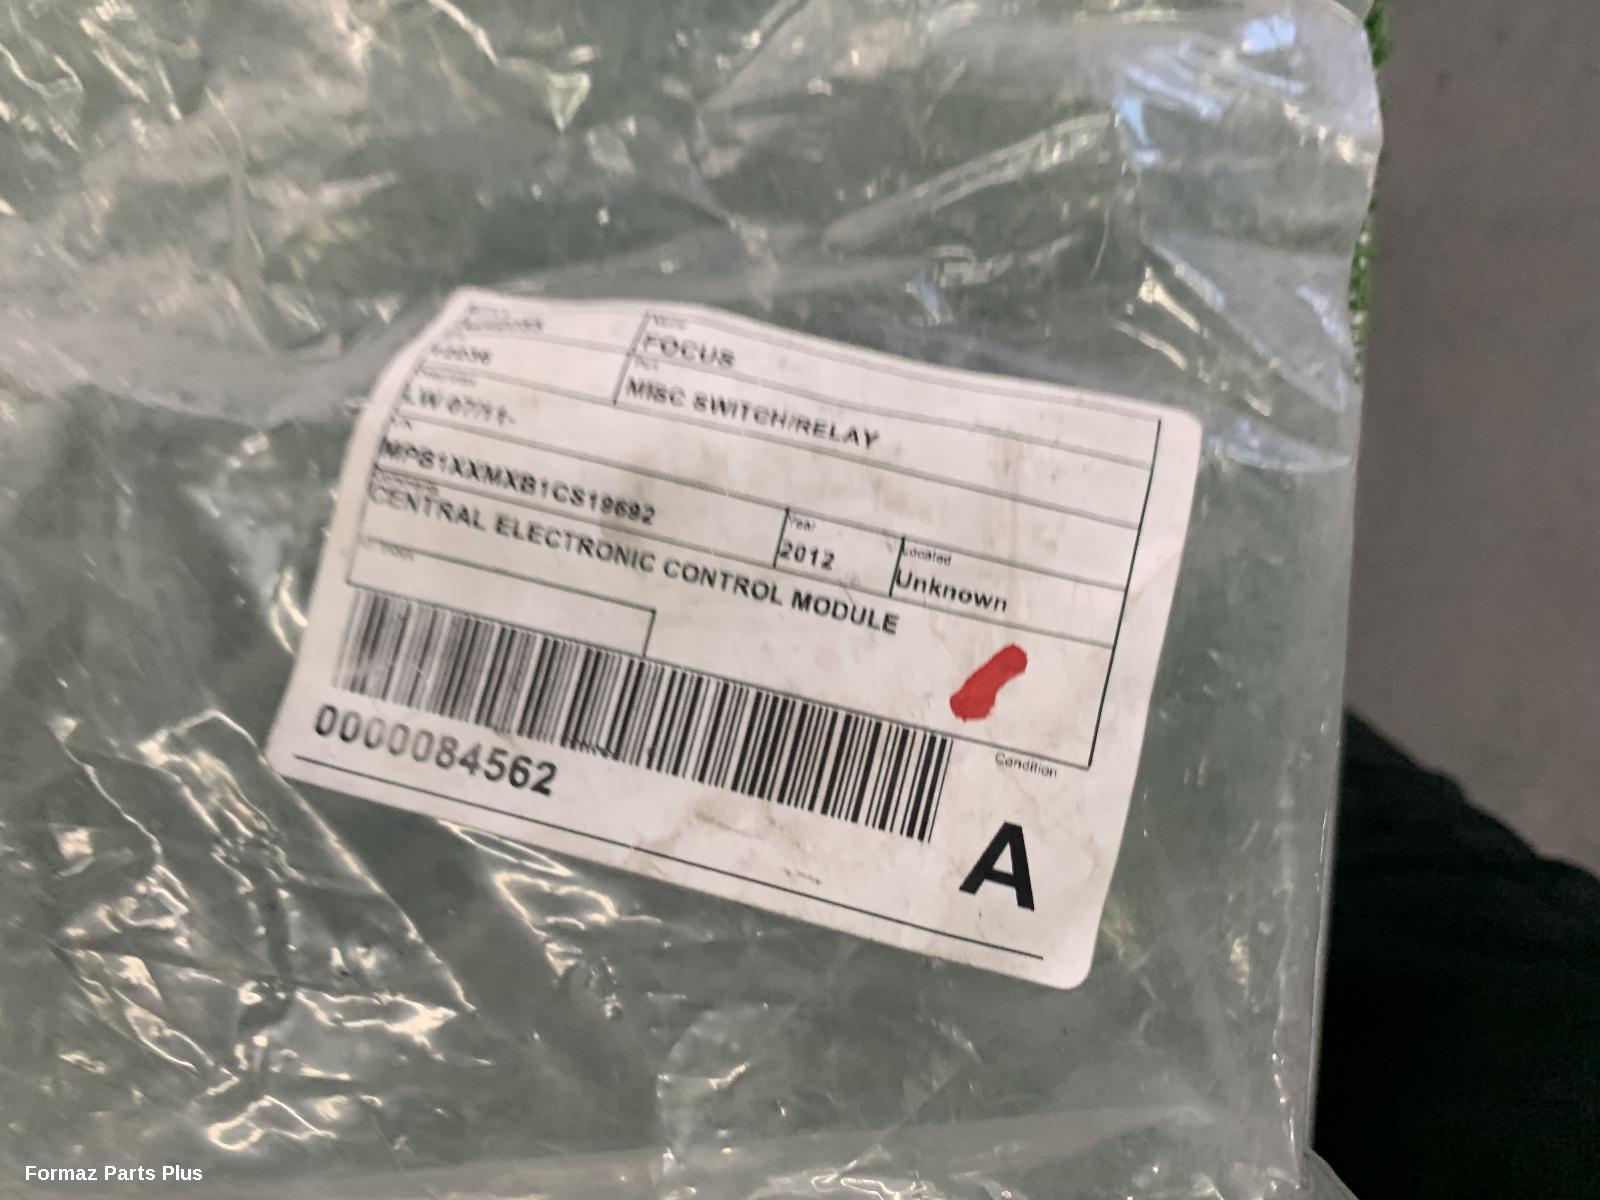 FOCUS
MISC SWITCH/RELAY
LW 07/11-
MPB1XXMXB1CS19692
Year
2012
Located
Unknown
CENTRAL ELECTRONIC CONTROL MODULE
0000084562
Condition
A
Formaz Parts Plus